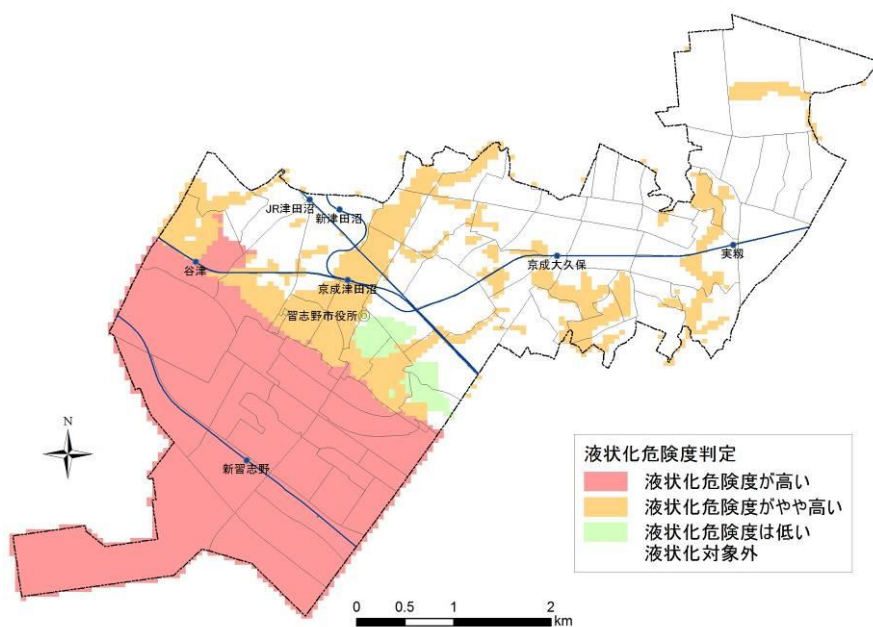 JR津田沼
新津田沼
谷津
京成津田沼
京成大久保
実籾
習志野市役所
新習志野
N
液状化危険度判定
液状化危険度が高い
液状化危険度がやや高い
液状化危険度は低い
液状化対象外
0 0.5 1 2
km